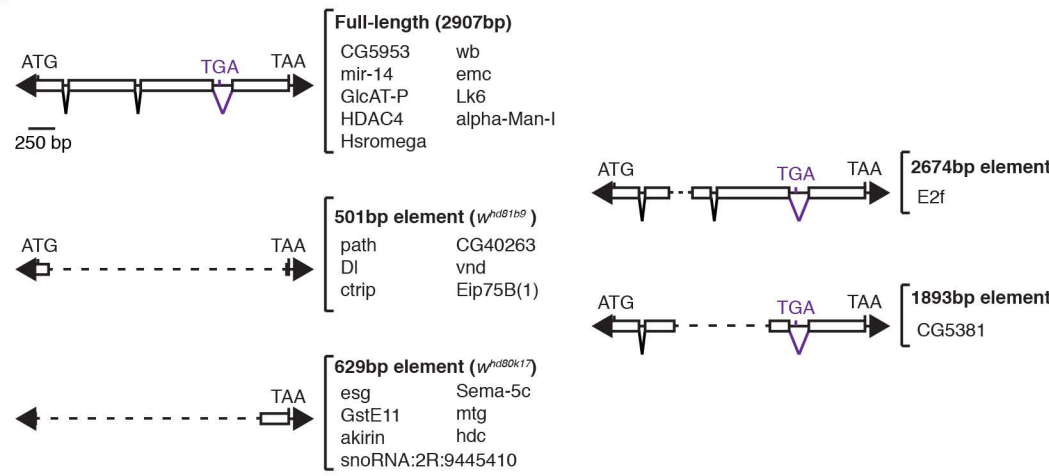 Full-length (2907bp)
ATG TGA TAA
250 bp
CG5953 wb
mir-14 emc
GlcAT-P Lk6
HDAC4 alpha-Man-I
Hsromega
501bp element (whd81b9 )
ATG TAA
path CG40263
Dl vnd
ctrip Eip75B(1)
629bp element (whd80k17)
TAA
esg Sema-5c
GstE11 mtg
akirin hdc
snoRNA:2R:9445410
2674bp element
ATG TGA TAA
E2f
1893bp element
ATG TGA TAA
CG5381